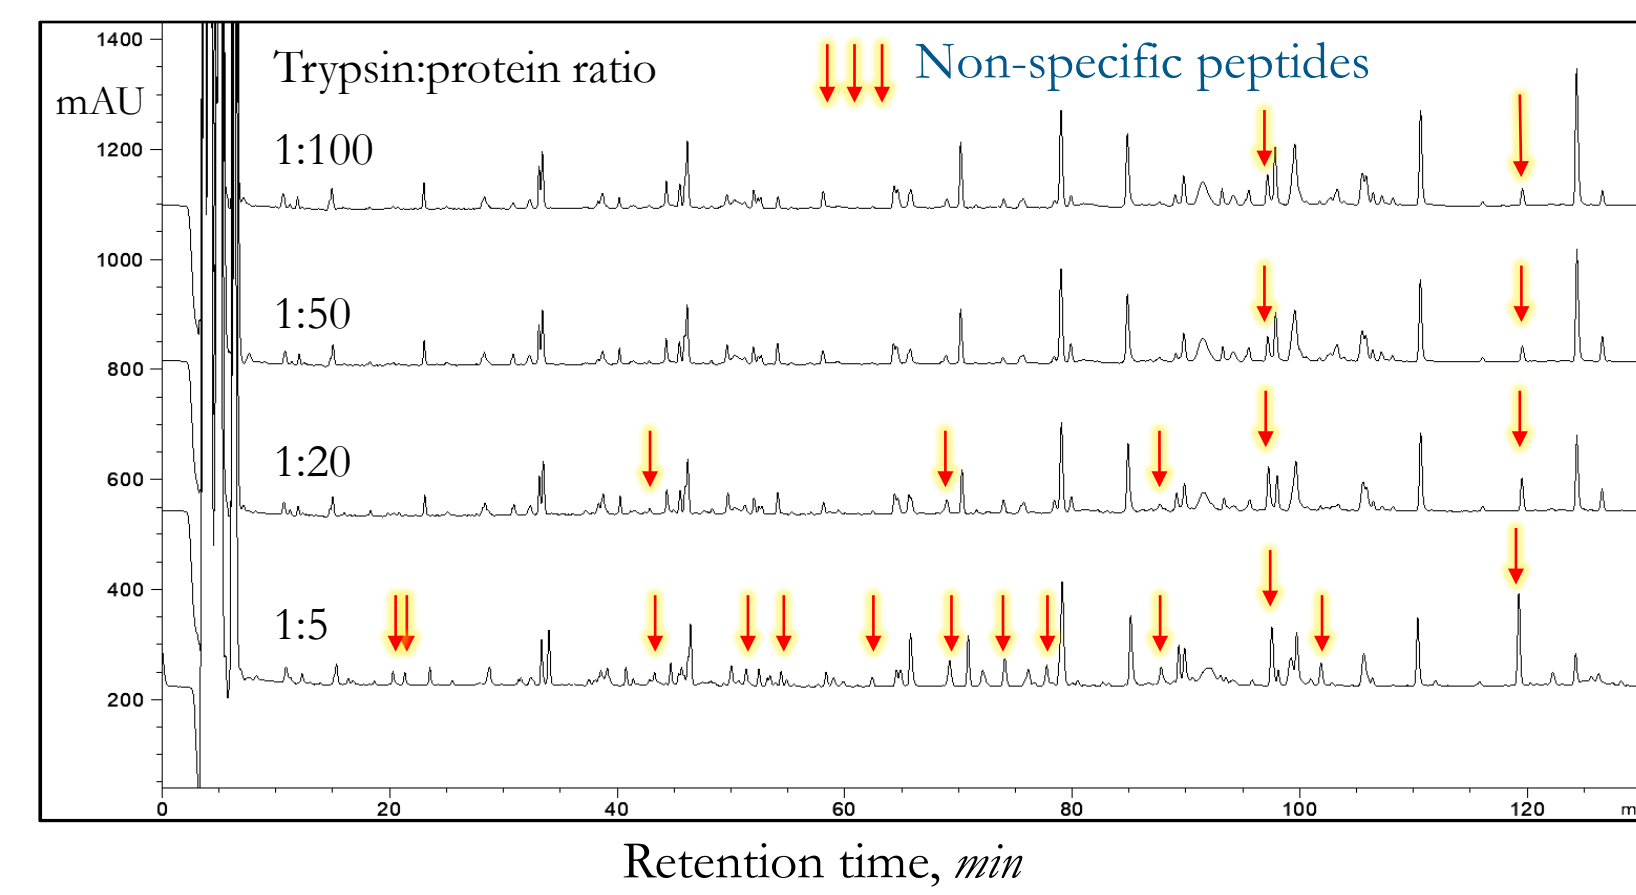 1400
Trypsin:protein ratio
Non-specific peptides
mAU
1:100
1200
1000
1:50
800
1:20
600
400
1:5
200
0 20 40 60 80 100 120 m
Retention time, min